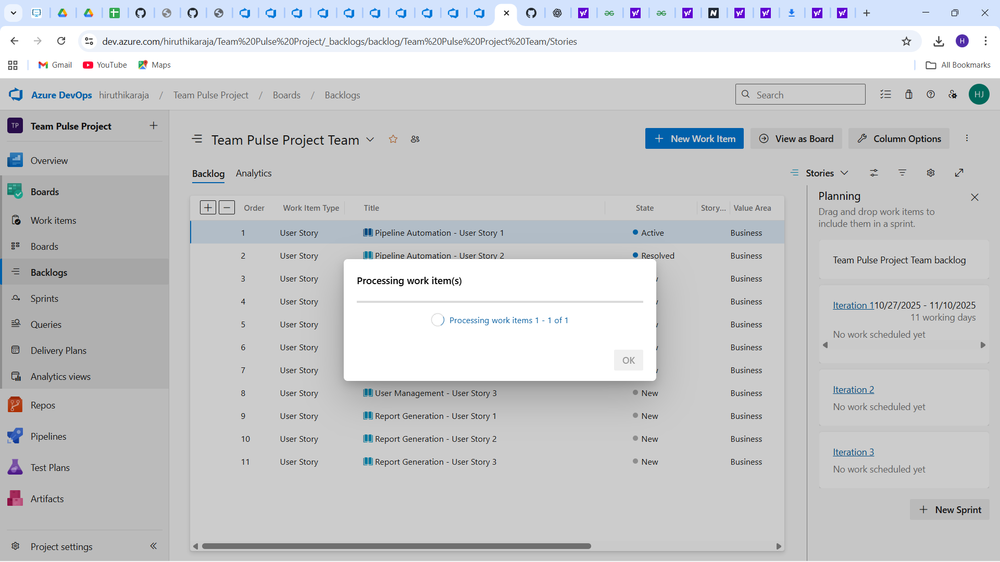 dev.azure.com/hiruthikaraja/Team%20Pulse%20Project/_backlogs/backlog/Team%20Pulse%20Project%20Team/Stories
H
Gmail
YouTube
Maps
All Bookmarks
Azure DevOps
hiruthikaraja / Team Pulse Project / Boards / Backlogs
Search
HJ
TP
Team Pulse Project
Overview
Boards
Work items
Boards
Backlogs
Sprints
Queries
Delivery Plans
Analytics views
Repos
Pipelines
Test Plans
Artifacts
Project settings
Team Pulse Project Team
New Work Item
View as Board
Column Options
Backlog
Analytics
Stories
Order Work Item Type Title State Story... Value Area
1 User Story Pipeline Automation - User Story 1 Active Business
2 User Story Pipeline Automation - User Story 2 Resolved Business
3 User Story Business
4 User Story Business
5 User Story Business
6 User Story Business
7 User Story Business
8 User Story User Management - User Story 3 New Business
9 User Story Report Generation - User Story 1 New Business
10 User Story Report Generation - User Story 2 New Business
11 User Story Report Generation - User Story 3 New Business
Processing work item(s)
Processing work items 1 - 1 of 1
OK
Planning
Drag and drop work items to
include them in a sprint.
Team Pulse Project Team backlog
Iteration 1 10/27/2025 - 11/10/2025
11 working days
No work scheduled yet
Iteration 2
No work scheduled yet
Iteration 3
No work scheduled yet
New Sprint